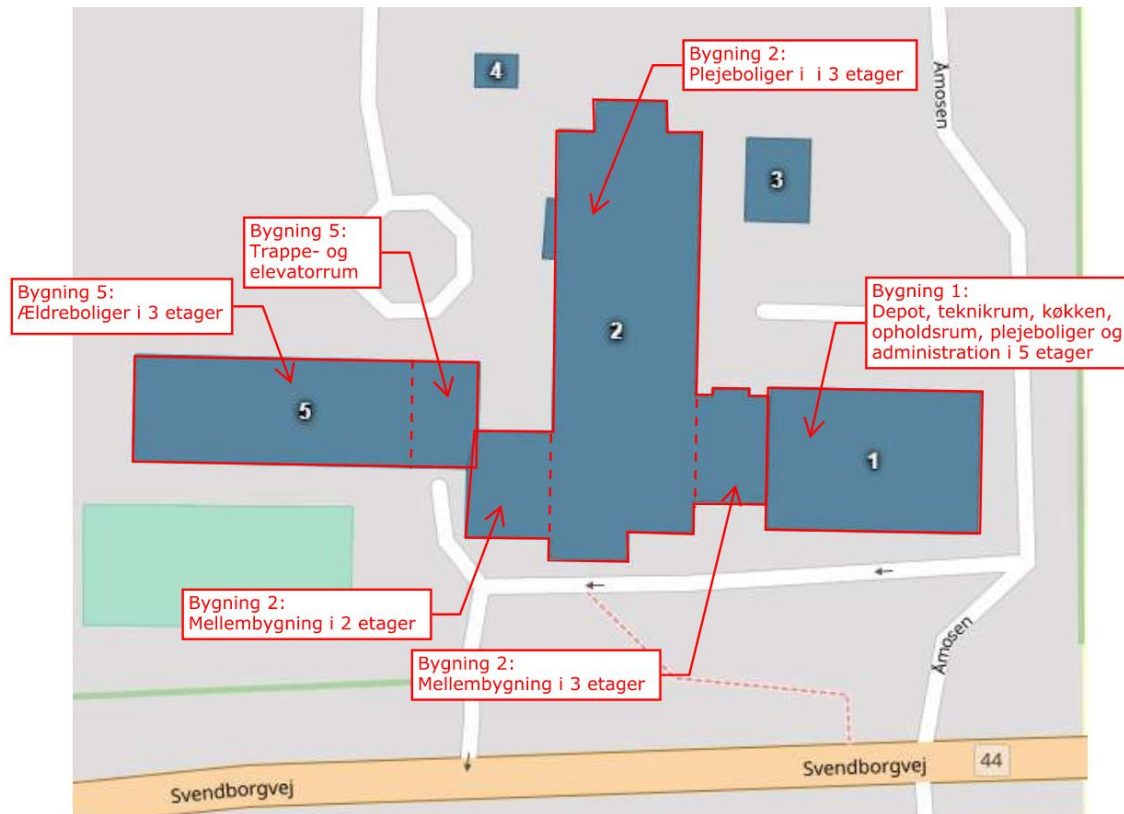 Bygning 2:
Plejeboliger i  i 3 etager
4
Åmosen
3
Bygning 5:
Trappe- og
elevatorrum
Bygning 5:
Ældreboliger i 3 etager
Bygning 1:
Depot, teknikrum, køkken,
opholdsrum, plejeboliger og
administration i 5 etager
2
5
1
Bygning 2:
Mellembygning i 2 etager
Bygning 2:
Mellembygning i 3 etager
Åmosen
Svendborgvej
Svendborgvej
44